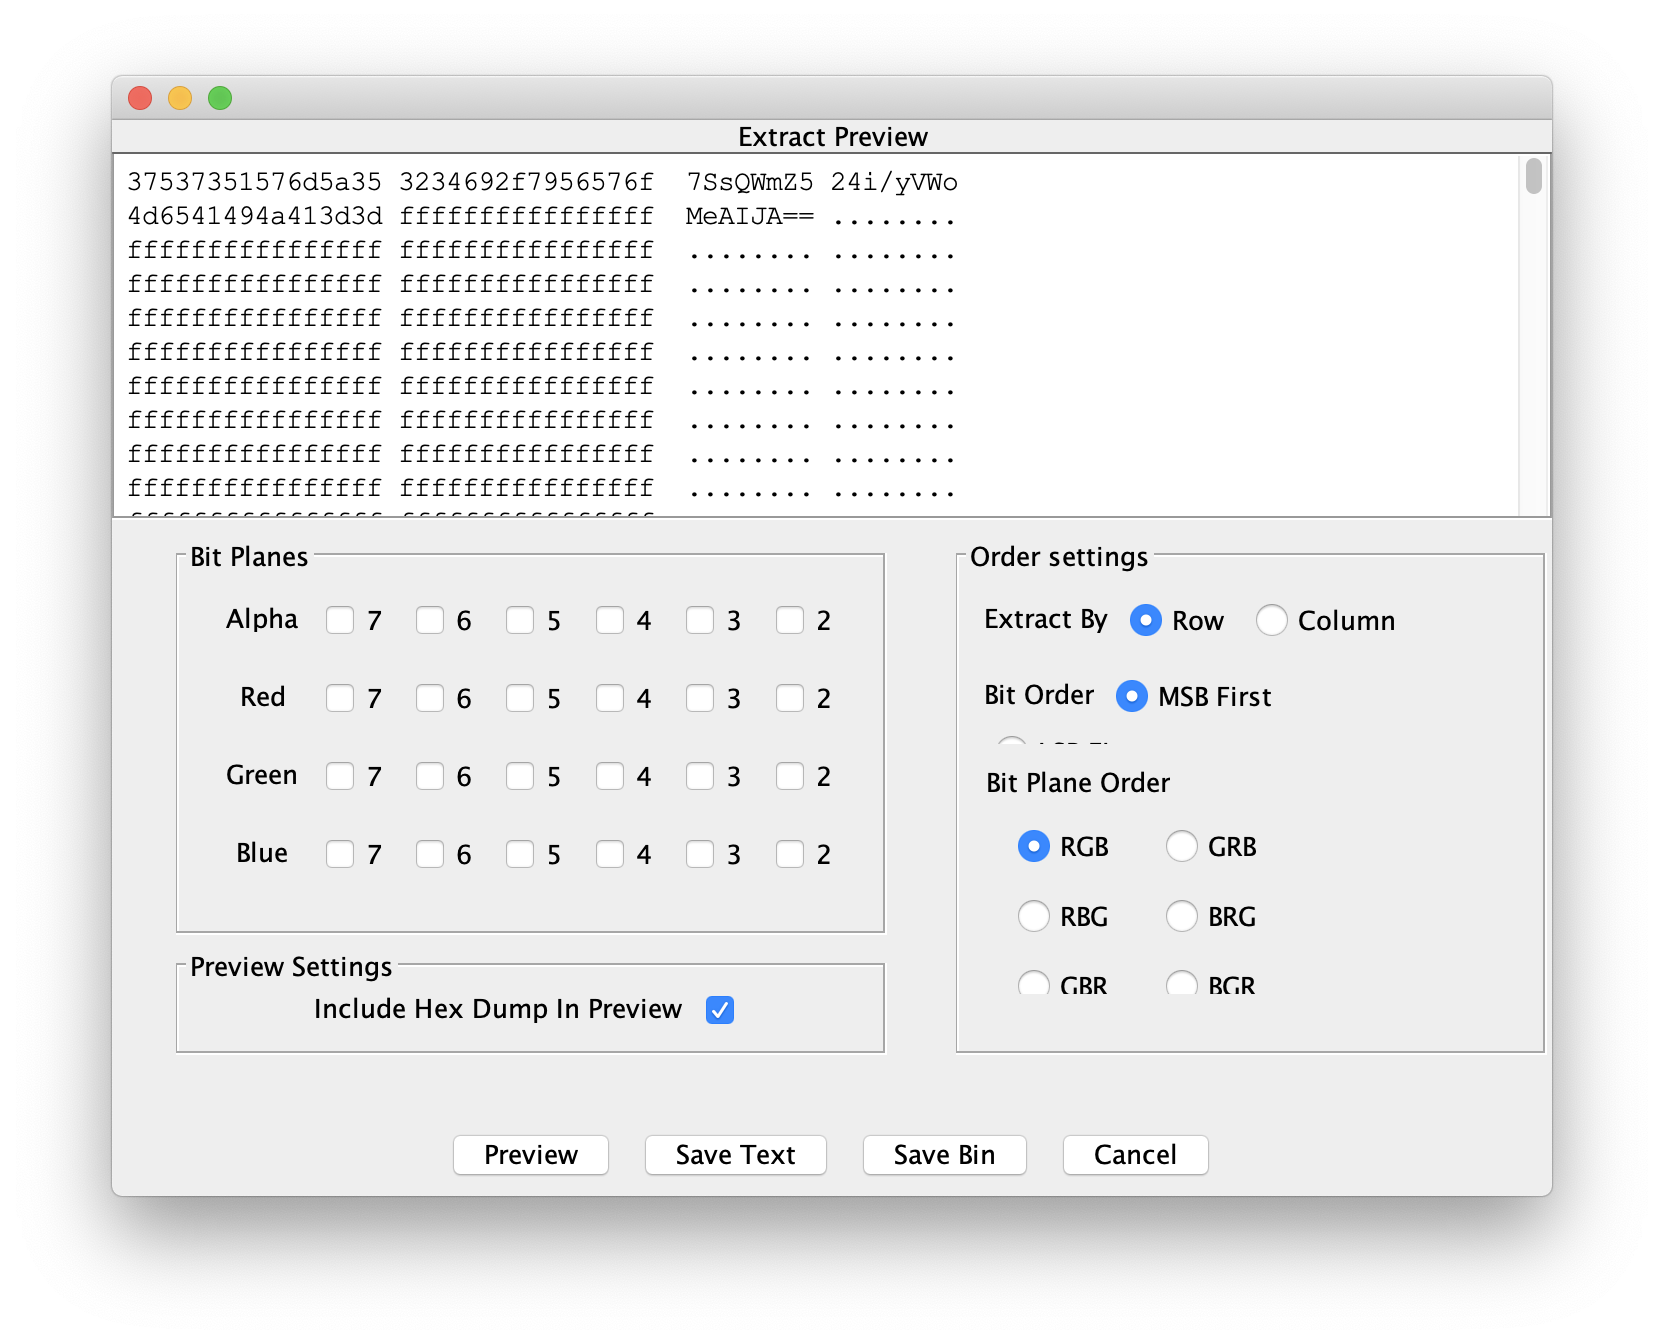 Extract Preview
37537351576d5a35 3234692f7956576f 7SsQWmZ5 24i/yVWo
4d6541494a413d3d ffffffffffffffff MeAIJA== ........
ffffffffffffffff ffffffffffffffff ........ ........
ffffffffffffffff ffffffffffffffff ........ ........
ffffffffffffffff ffffffffffffffff ........ ........
ffffffffffffffff ffffffffffffffff ........ ........
ffffffffffffffff ffffffffffffffff ........ ........
ffffffffffffffff ffffffffffffffff ........ ........
ffffffffffffffff ffffffffffffffff ........ ........
ffffffffffffffff ffffffffffffffff ........ ........
Bit Planes
Alpha 7 6 5 4 3 2
Red 7 6 5 4 3 2
Green 7 6 5 4 3 2
Blue 7 6 5 4 3 2
Preview Settings
Include Hex Dump In Preview
Order settings
Extract By Row Column
Bit Order MSB First
Bit Plane Order
RGB GRB
RBG BRG
GBR BGR
Preview Save Text Save Bin Cancel